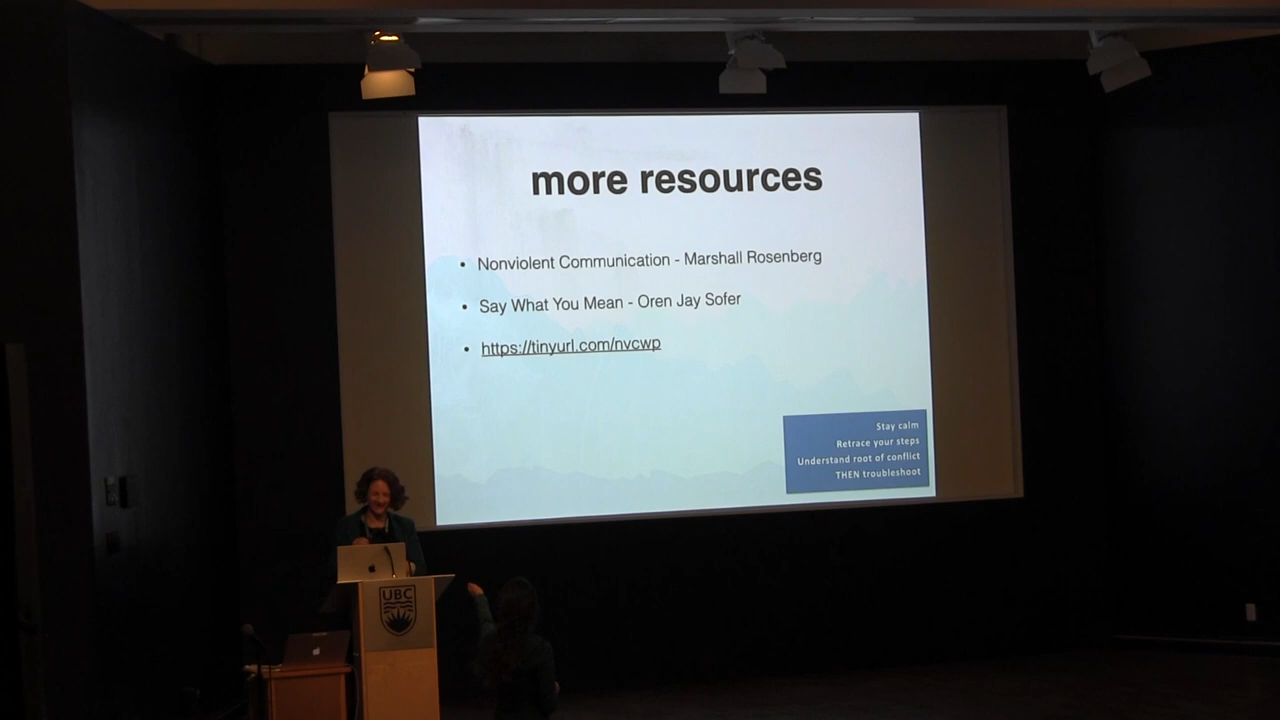 more resources
• Nonviolent Communication - Marshall Rosenberg
• Say What You Mean - Oren Jay Sofer
• https://tinyurl.com/nvcwp
Stay calm
Retrace your steps
Understand root of conflict
THEN troubleshoot
UBC